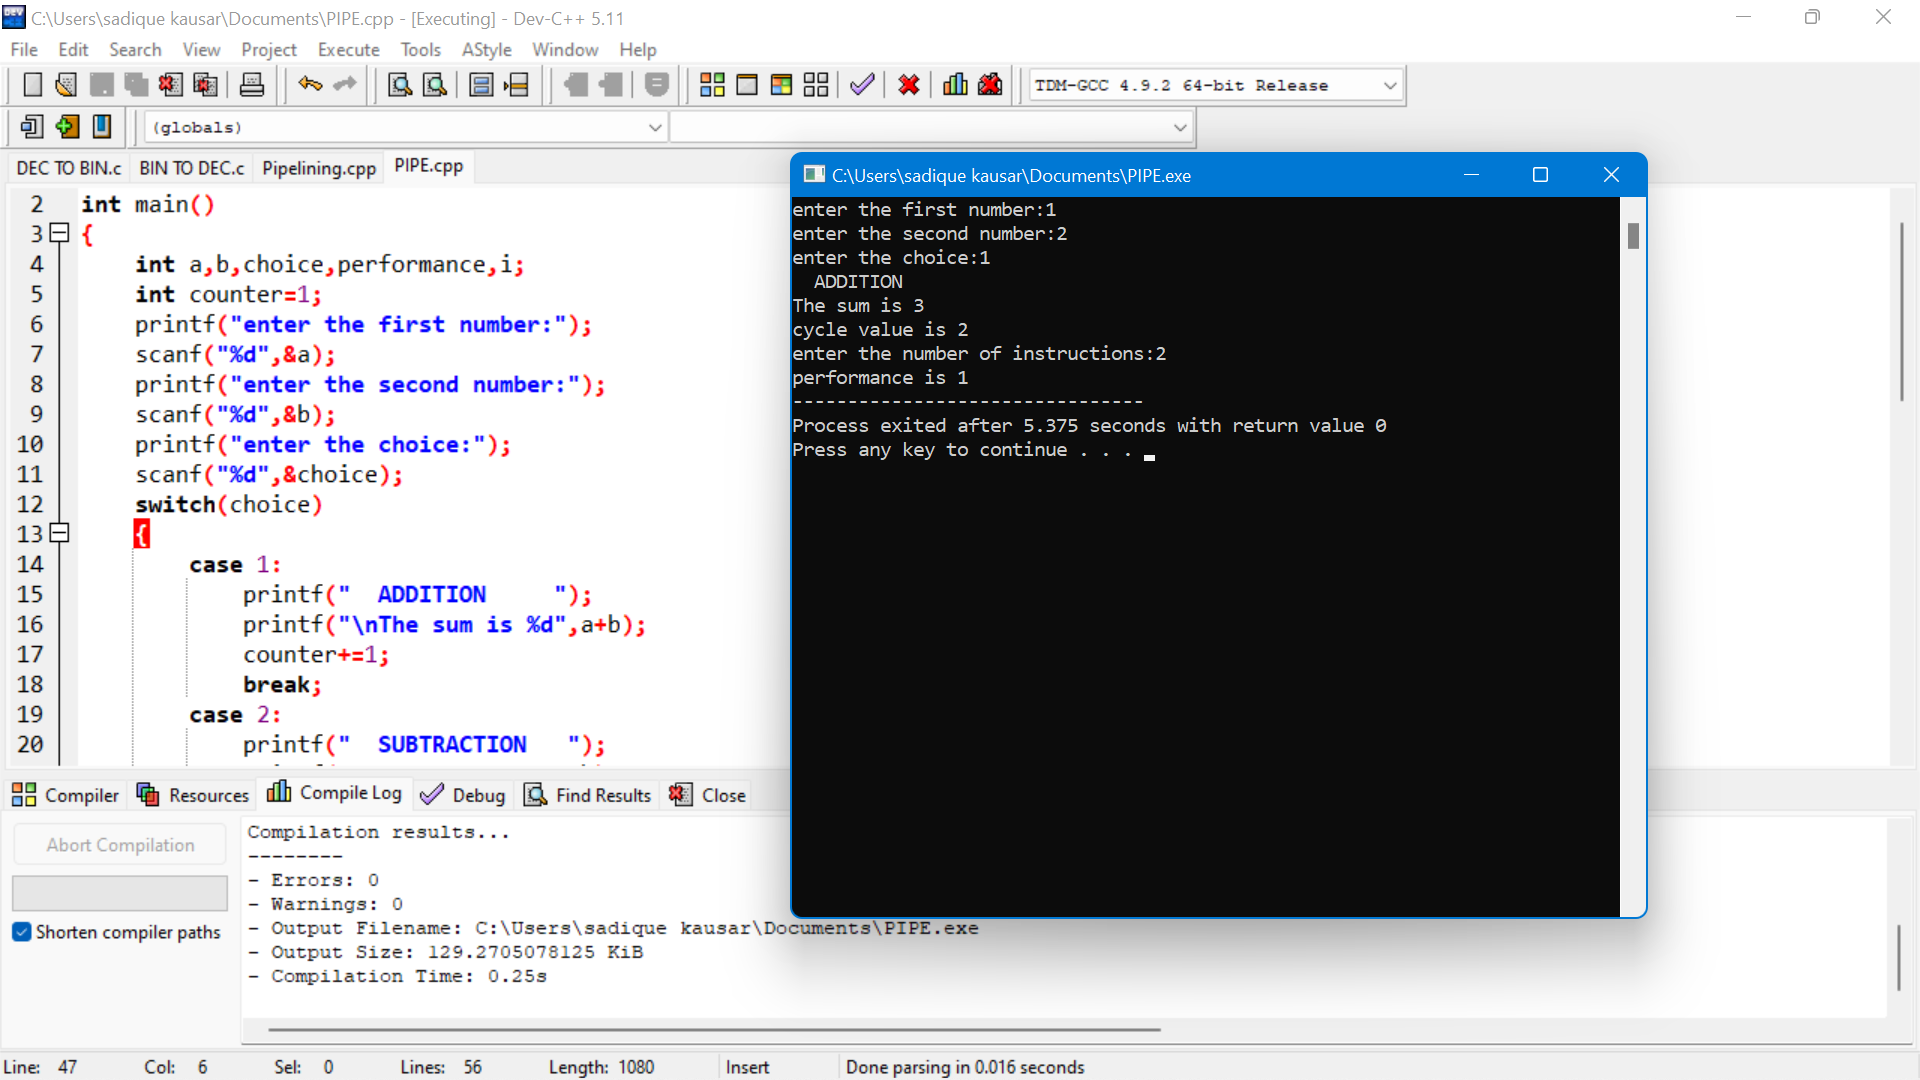 C:\Users\sadique kausar\Documents\PIPE.cpp - [Executing] - Dev-C++ 5.11
File Edit Search View Project Execute Tools AStyle Window Help
TDM-GCC 4.9.2 64-bit Release
(globals)
DEC TO BIN.c BIN TO DEC.c Pipelining.cpp PIPE.cpp
2 int main()
3 {
4 int a,b,choice,performance,i;
5 int counter=1;
6 printf("enter the first number:");
7 scanf("%d",&a);
8 printf("enter the second number:");
9 scanf("%d",&b);
10 printf("enter the choice:");
11 scanf("%d",&choice);
12 switch(choice)
13 {
14 case 1:
15 printf("  ADDITION     ");
16 printf("\nThe sum is %d",a+b);
17 counter+=1;
18 break;
19 case 2:
20 printf("  SUBTRACTION   ");
C:\Users\sadique kausar\Documents\PIPE.exe
enter the first number:1
enter the second number:2
enter the choice:1
ADDITION
The sum is 3
cycle value is 2
enter the number of instructions:2
performance is 1
--------------------------------
Process exited after 5.375 seconds with return value 0
Press any key to continue . . .
Compiler Resources Compile Log Debug Find Results Close
Abort Compilation
Shorten compiler paths
Compilation results...
--------
- Errors: 0
- Warnings: 0
- Output Filename: C:\Users\sadique kausar\Documents\PIPE.exe
- Output Size: 129.2705078125 KiB
- Compilation Time: 0.25s
Line: 47 Col: 6 Sel: 0 Lines: 56 Length: 1080 Insert Done parsing in 0.016 seconds